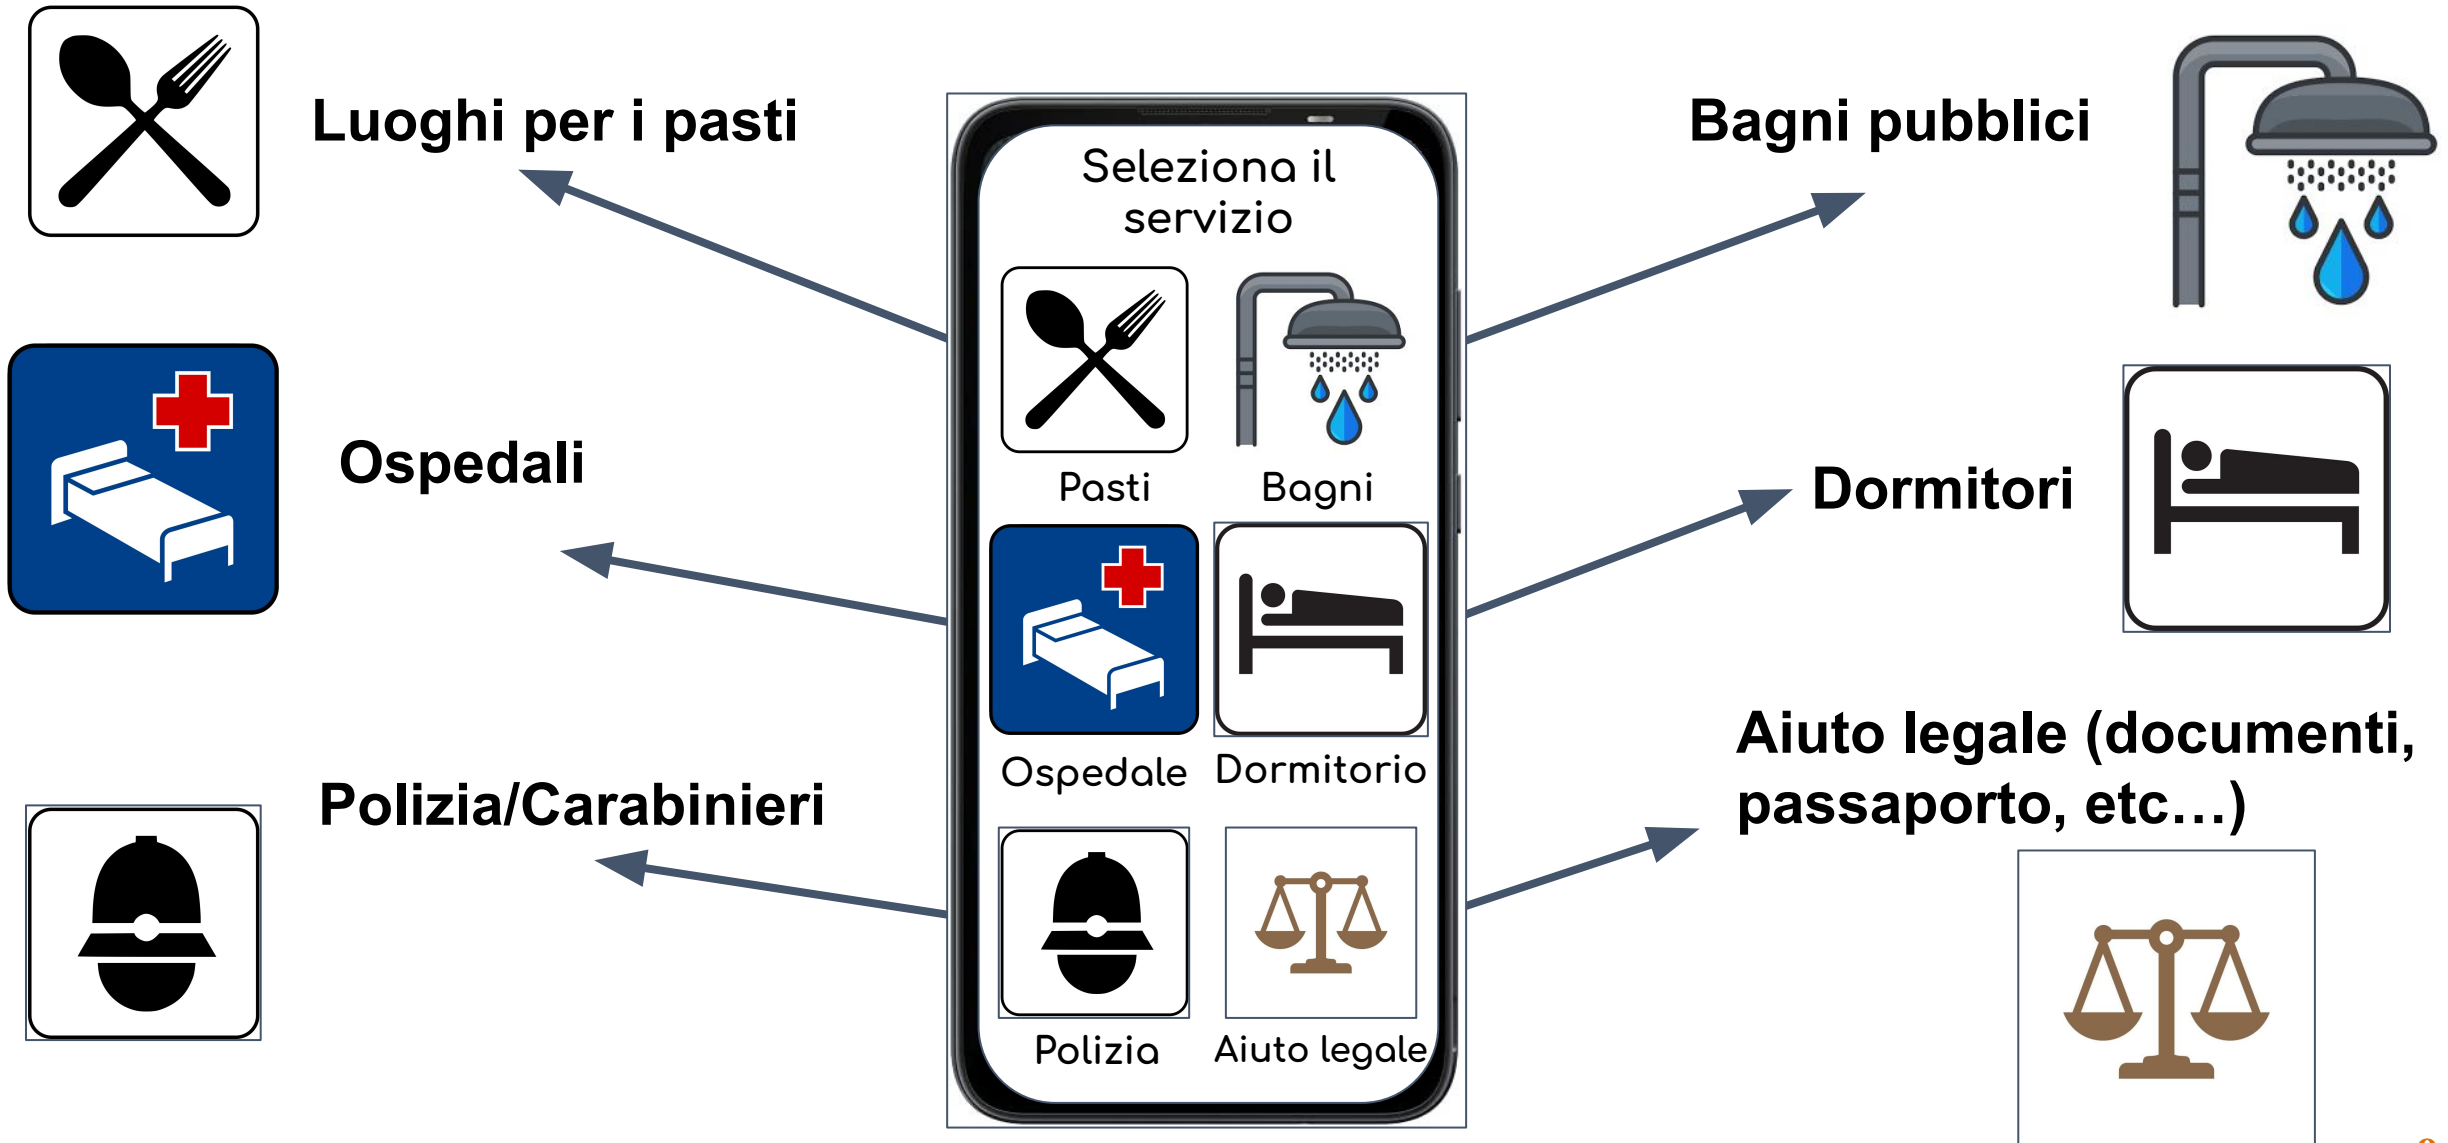 Luoghi per i pasti
Bagni pubblici
Seleziona il
servizio
Pasti
Bagni
Ospedali
Dormitori
Ospedale
Dormitorio
Polizia/Carabinieri
Aiuto legale (documenti,
passaporto, etc…)
Polizia
Aiuto legale